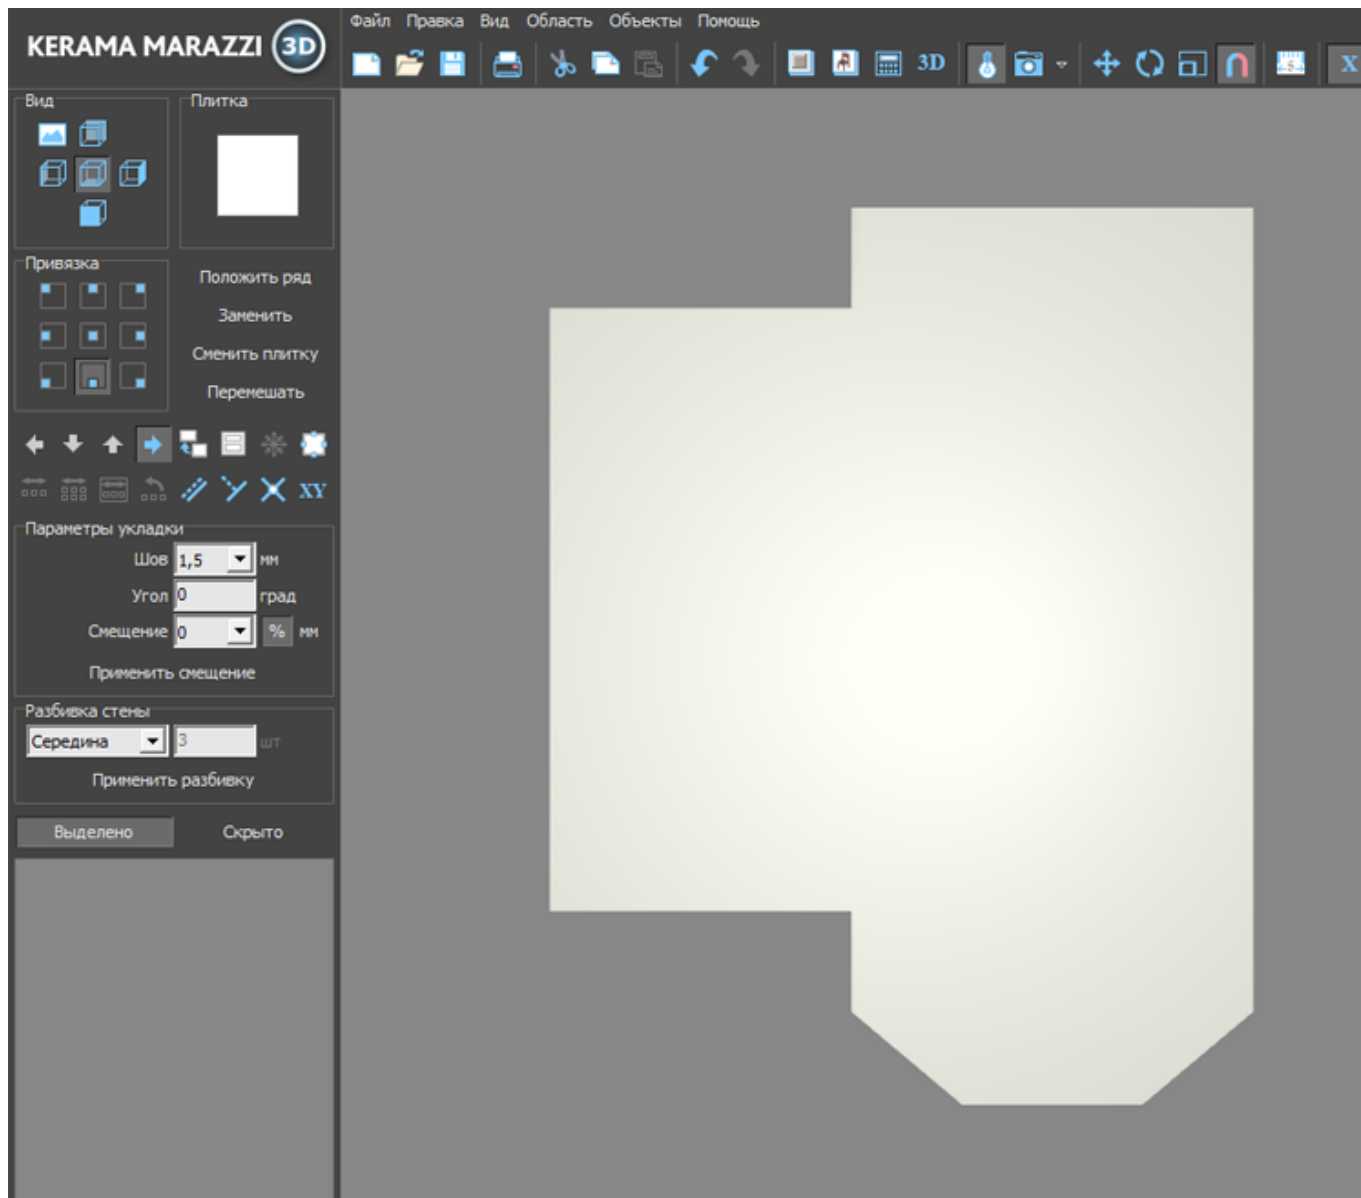 KERAMA MARAZZI 3D
Файл Правка Вид Область Объекты Помощь
3D
5
X
Вид
Плитка
Привязка
Положить ряд
Заменить
Сменить плитку
Перемешать
XY
Параметры укладки
Шов 1,5 мм
Угол 0 град
Смещение 0 % мм
Применить смещение
Разбивка стены
Середина 3 шт
Применить разбивку
Выделено Скрыто